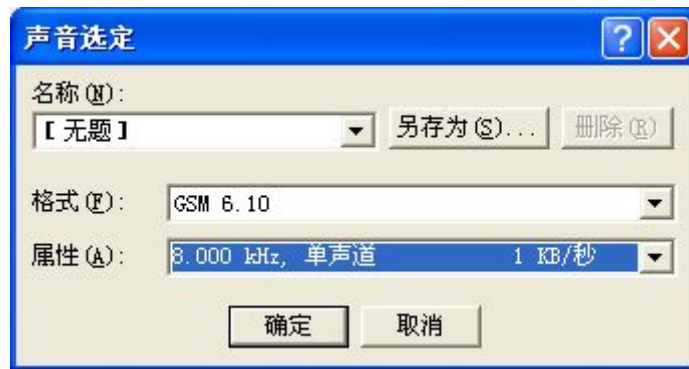 声音选定
名称(N):
[无题] 另存为(S)... 删除(R)
格式(F): GSM 6.10
属性(A): 8.000 kHz, 单声道 1 KB/秒
确定 取消